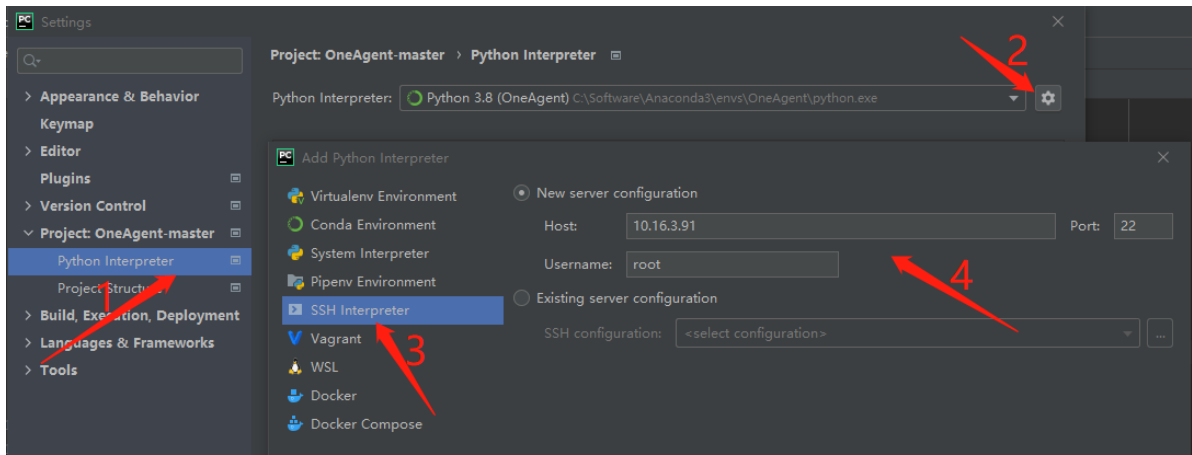 Settings
Project: OneAgent-master > Python Interpreter
2
Appearance & Behavior
Keymap
Editor
Plugins
Version Control
Project: OneAgent-master
Python Interpreter
Project Structure
Build, Execution, Deployment
Languages & Frameworks
Tools
1
Python Interpreter: Python 3.8 (OneAgent) C:\Software\Anaconda3\envs\OneAgent\python.exe
PC Add Python Interpreter
Virtualenv Environment
Conda Environment
System Interpreter
Pipenv Environment
SSH Interpreter
Vagrant
WSL
Docker
Docker Compose
3
New server configuration
Host: 10.16.3.91 Port: 22
Username: root
4
Existing server configuration
SSH configuration: <select configuration> ...